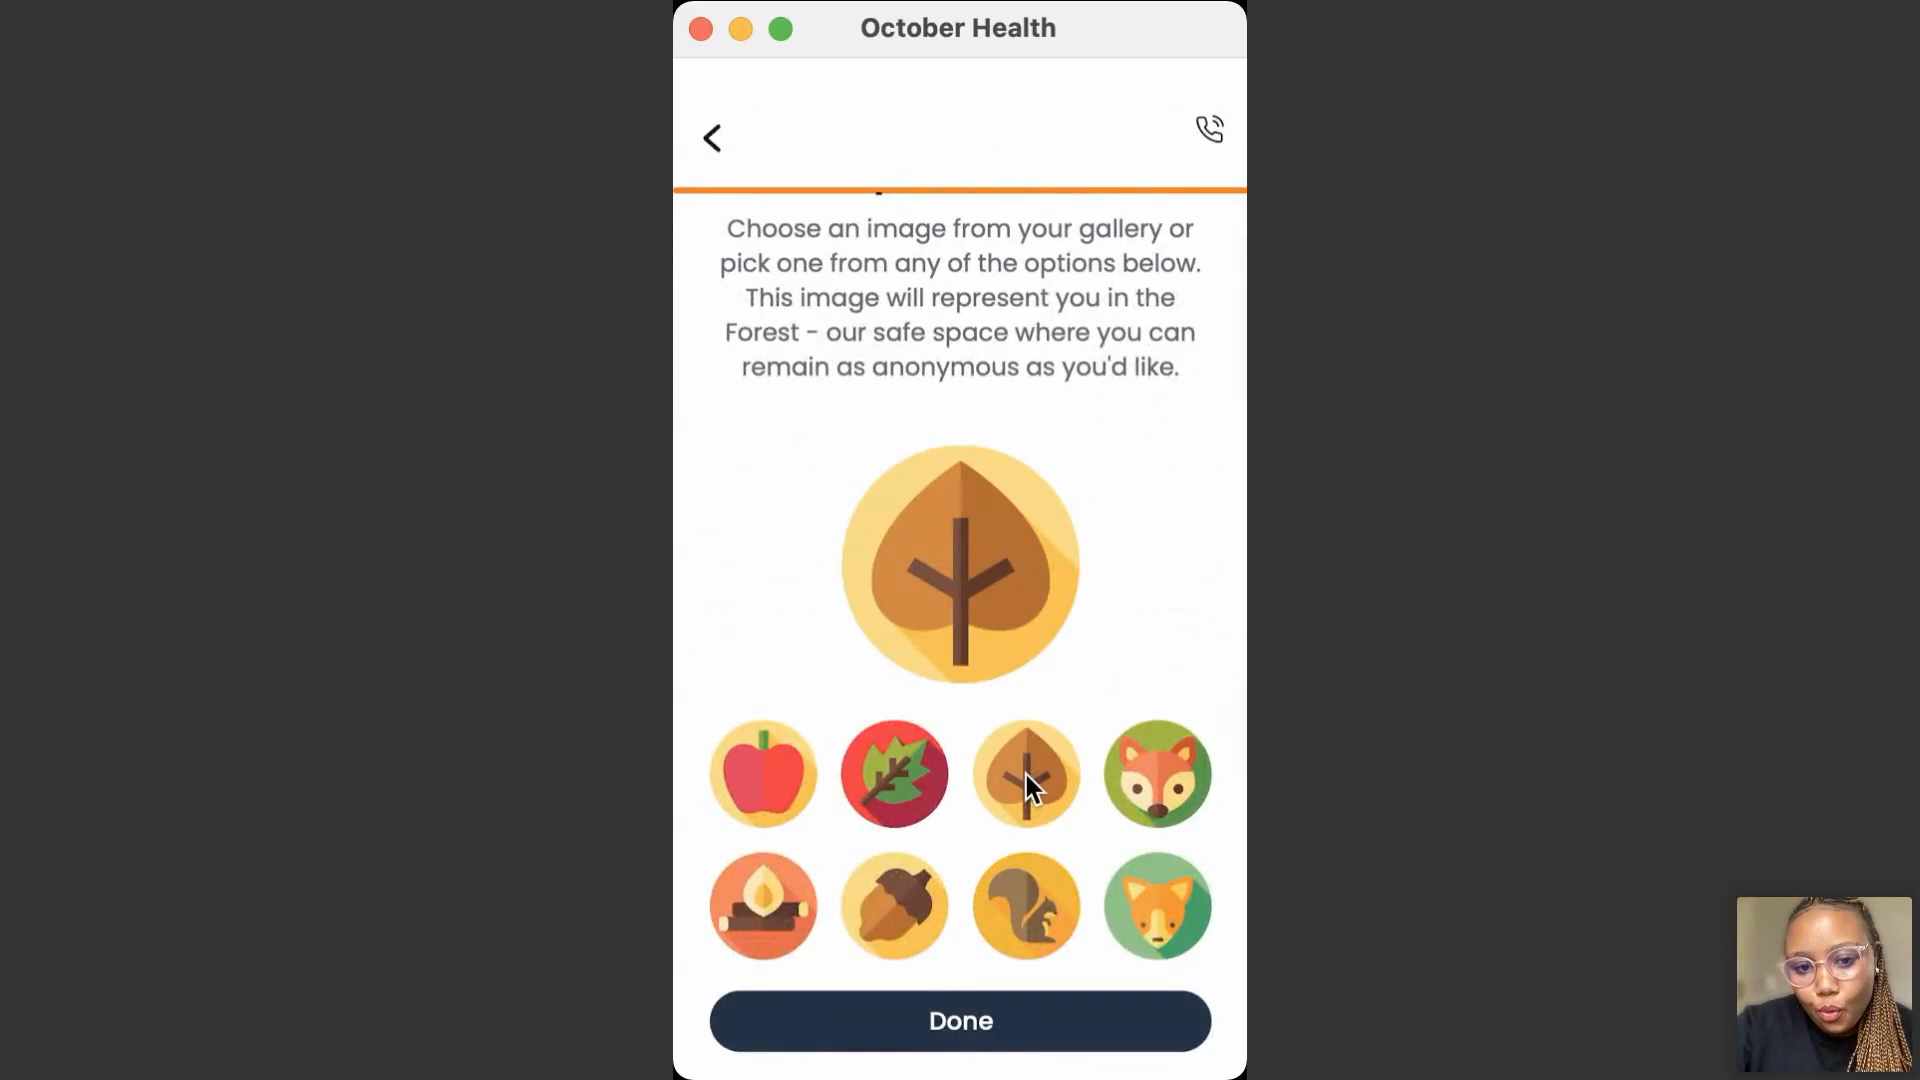 October Health
Choose an image from your gallery or
pick one from any of the options below.
This image will represent you in the
Forest - our safe space where you can
remain as anonymous as you'd like.
Done